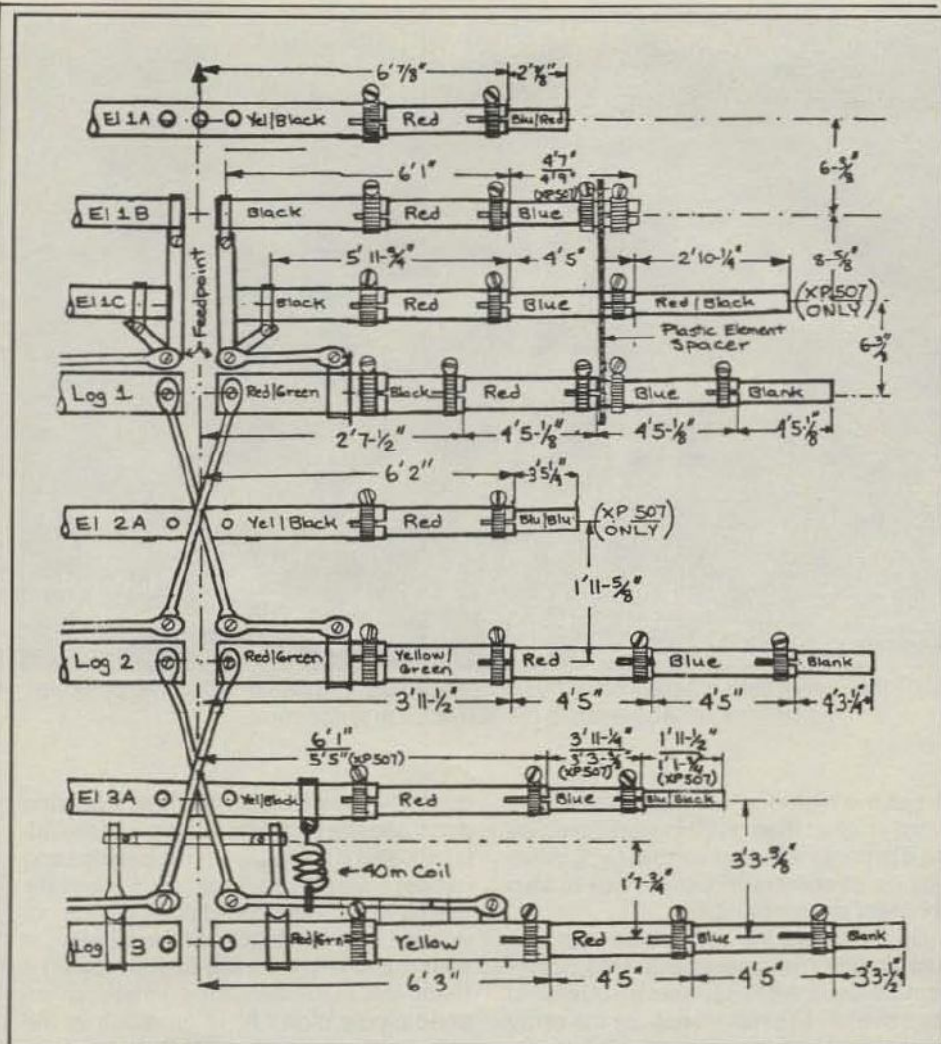 6'7/8" 2'7/8"
El 1A Yel/Black Red Blu/Red
6-3/8"
6'1" 4'7" 4'9" (XP507)
El 1B Black Red Blue
Feedpoint
8-5/8"
5'11-3/4" 4'5" 2'10-1/4"
El 1C Black Red Blue Red/Black (XP507 ONLY)
Plastic Element Spacer
6-3/8"
Log 1 Red/Green Black Red Blue Blank
2'7-1/2" 4'5-1/8" 4'5-1/8" 4'5-1/8"
6'2" 3'5 1/4"
El 2A Yel/Black Red Blu/Blu (XP507 ONLY)
1'11-5/8"
Log 2 Red/Green Yellow/Green Red Blue Blank
3'11-1/2" 4'5" 4'5" 4'3-1/4"
6'1" 5'5" (XP507) 3'11-1/4" 3'3-3/8" (XP507) 1'11-1/2" 1'1-3/4" (XP507)
El 3A Yel/Black Red Blue Blu/Black
40m Coil
1'7-3/4" 3'3-3/8"
Log 3 Red/Grn Yellow Red Blue Blank
6'3" 4'5" 4'5" 3'3-1/2"